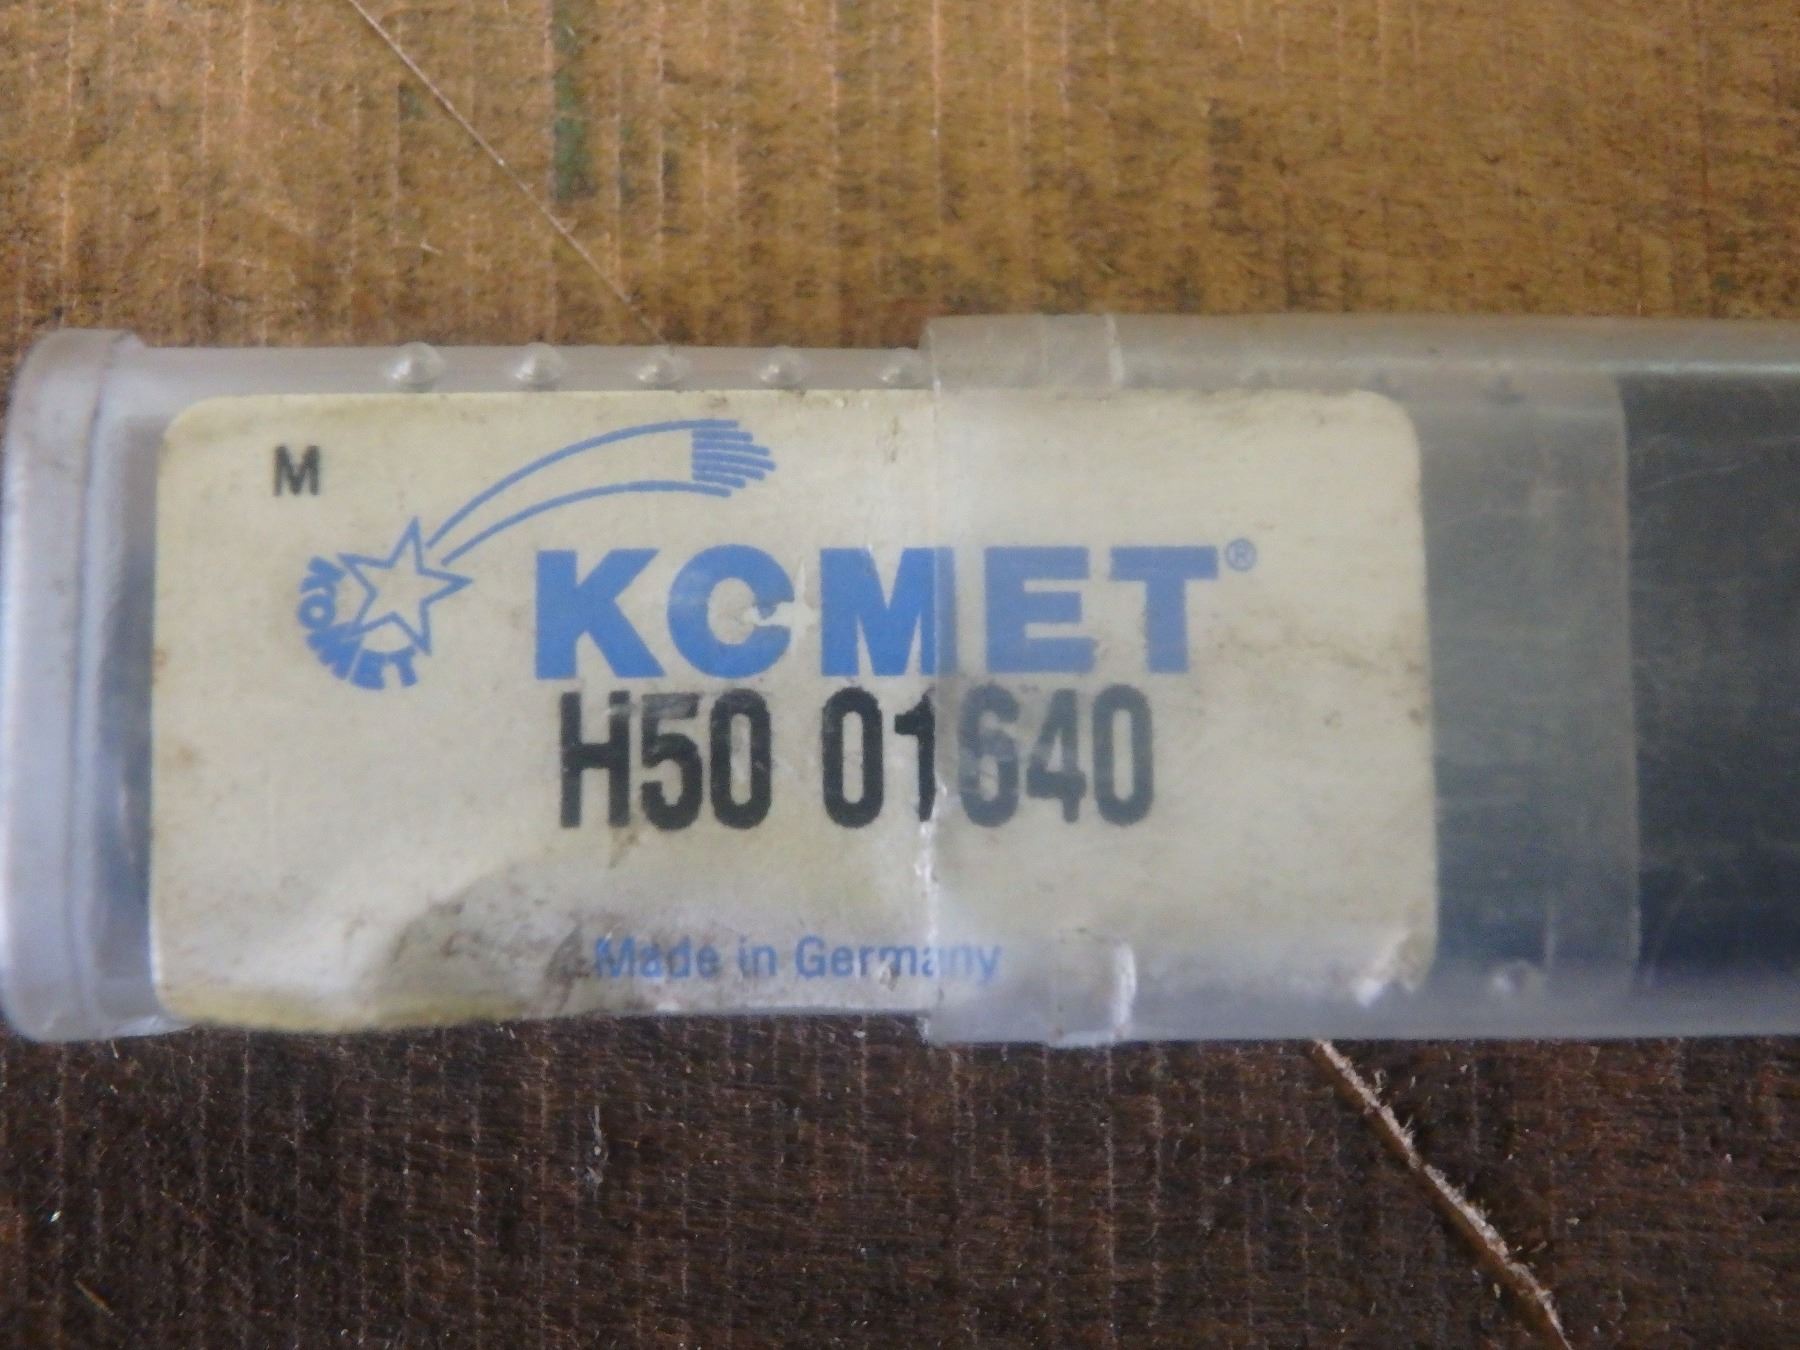 M
KOMET
KOMET®
H50 01640
Made in Germany